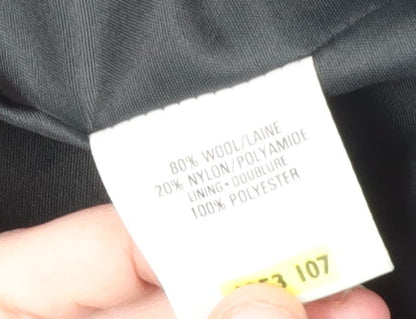 80% WOOL/LAINE
20% NYLON/POLYAMIDE
LINING•DOUBLURE
100% POLYESTER
107